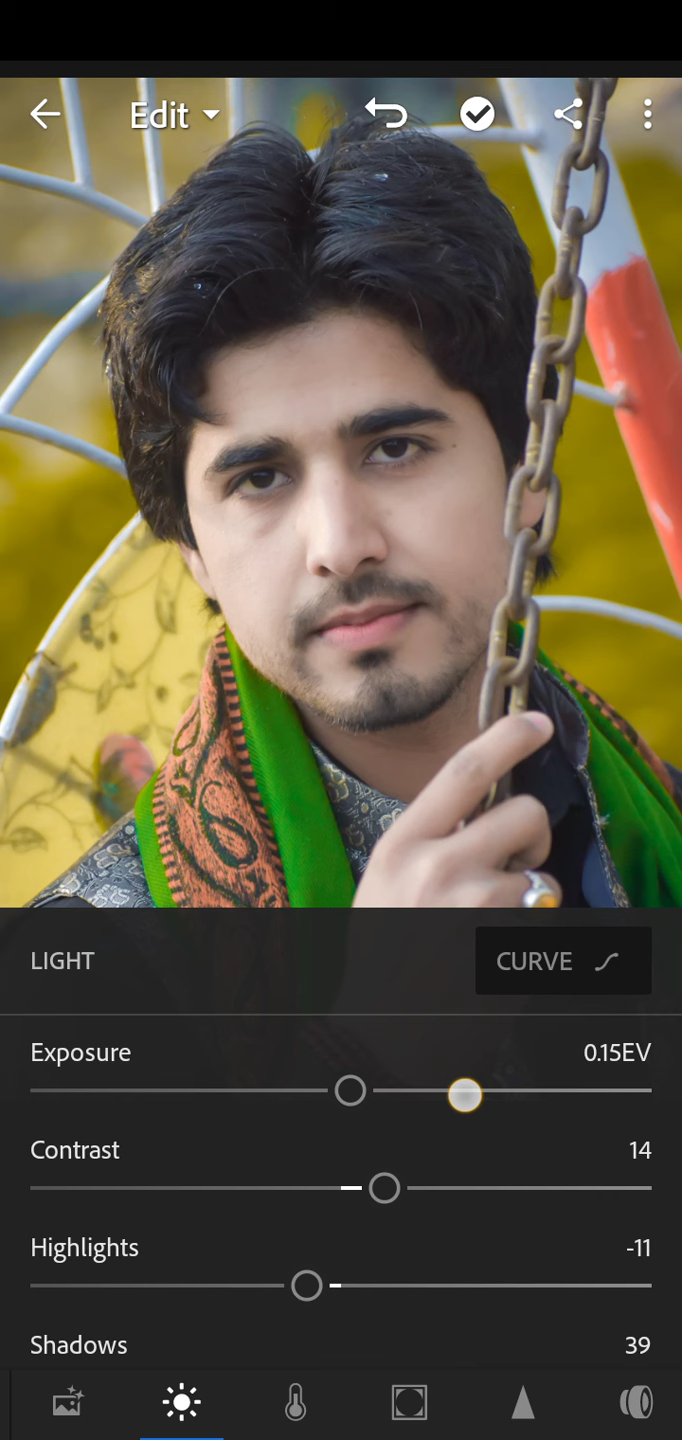 Edit
LIGHT
CURVE
Exposure
0.15EV
Contrast
14
Highlights
-11
Shadows
39